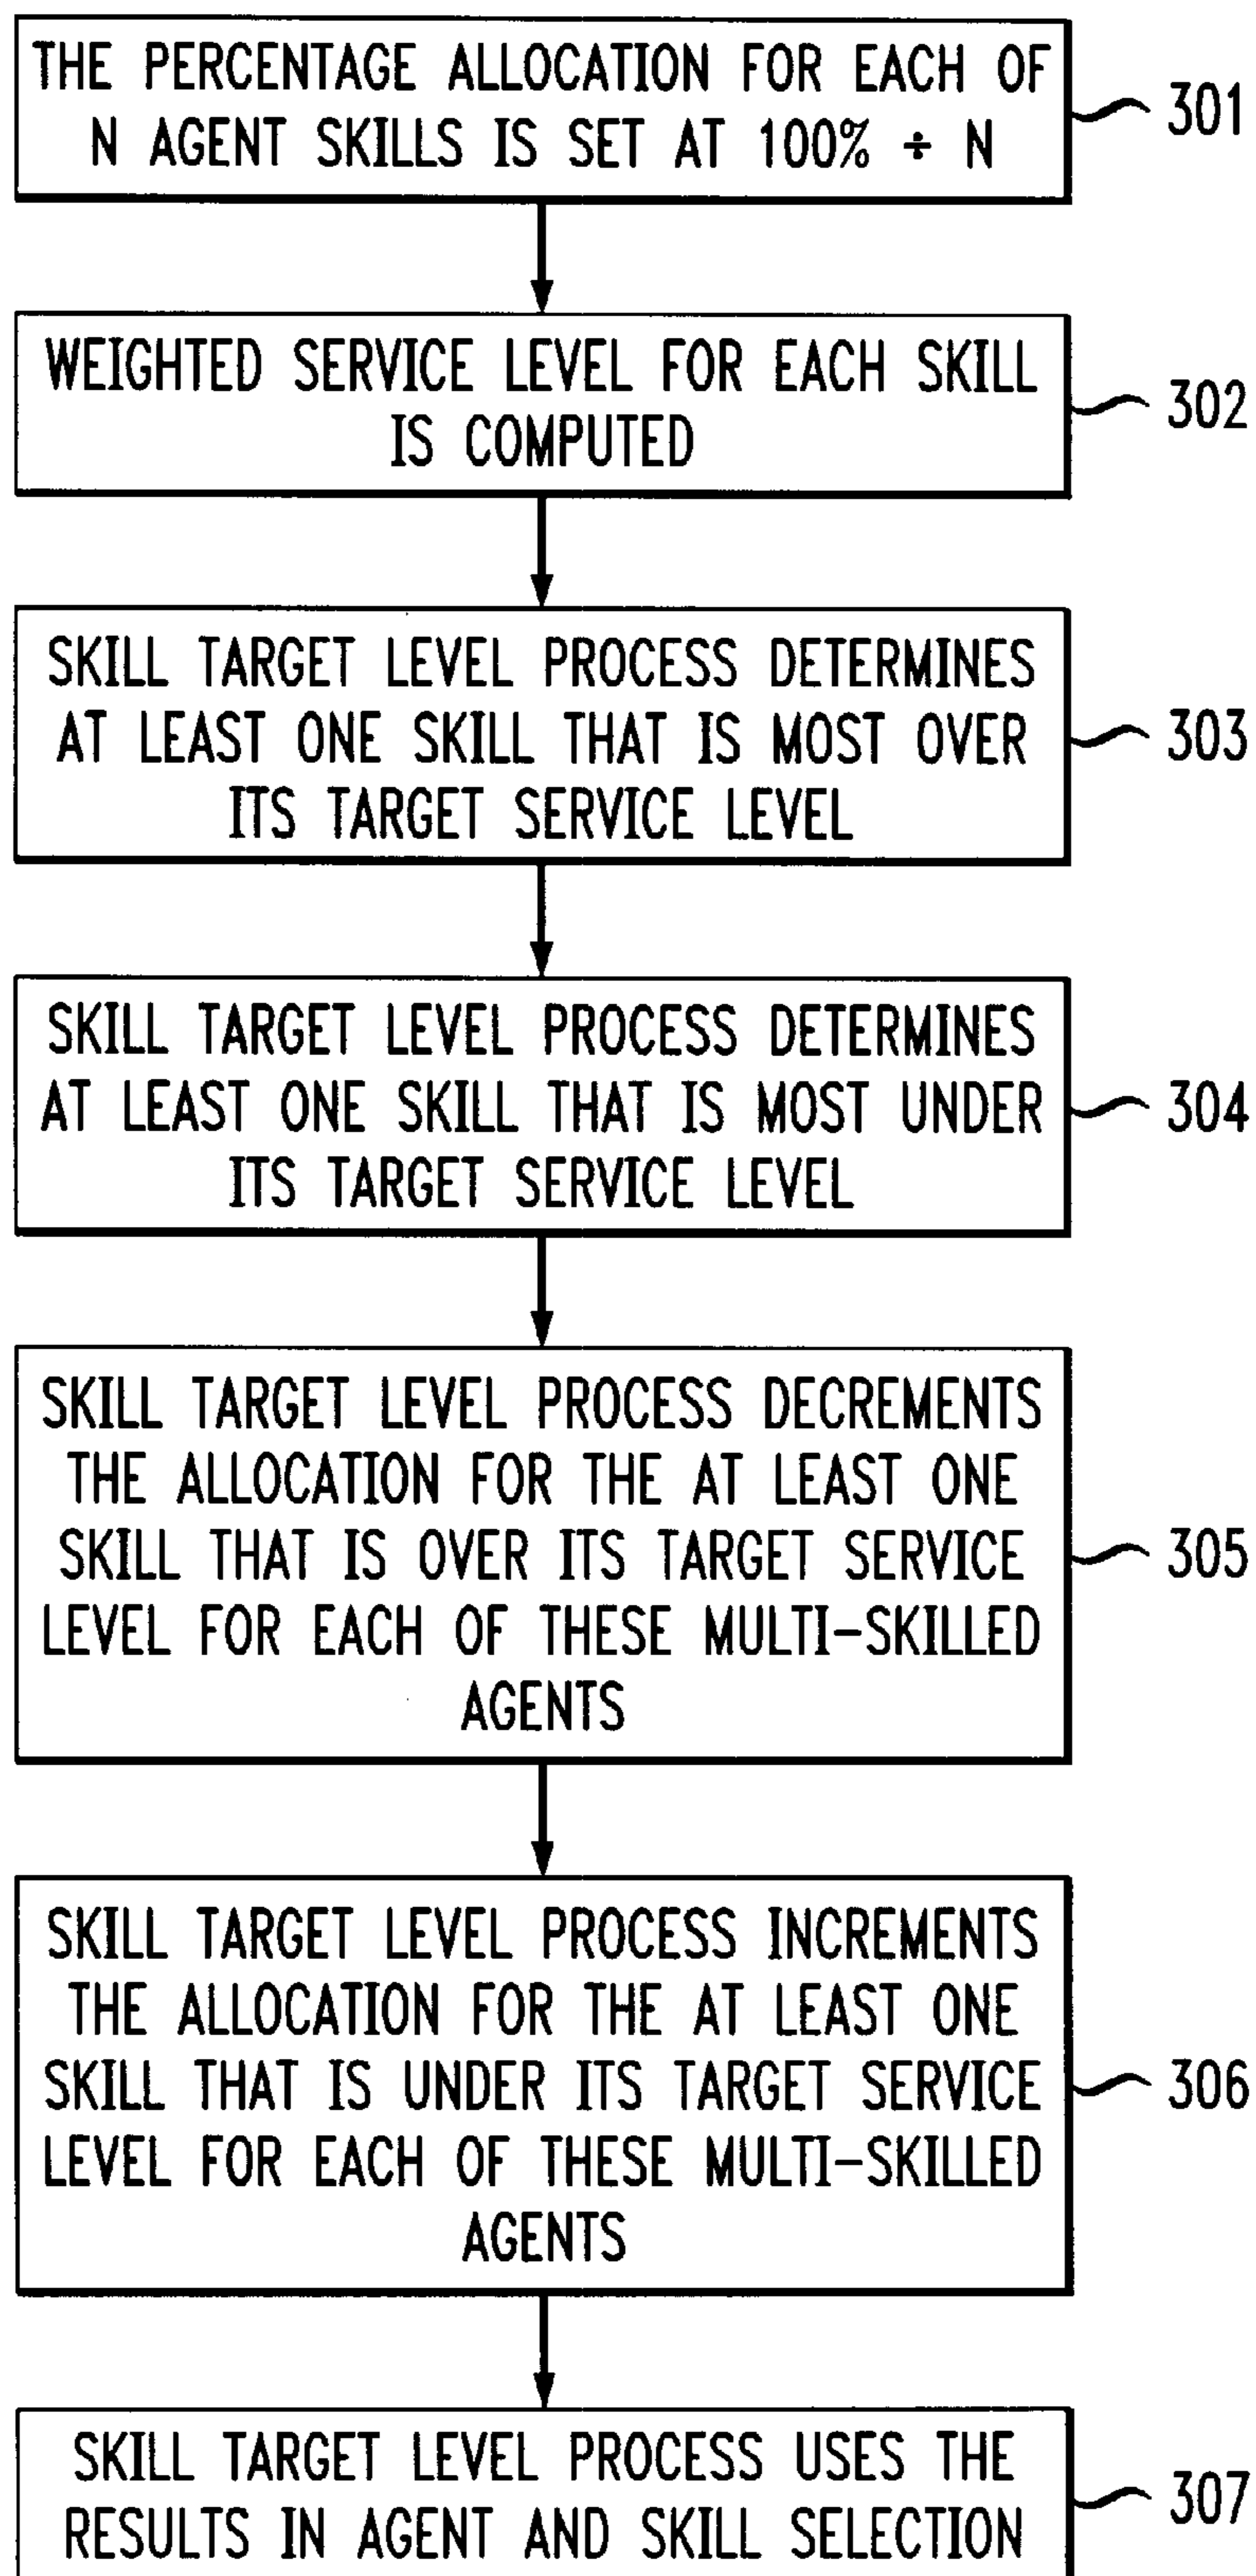 THE PERCENTAGE ALLOCATION FOR EACH OF
N AGENT SKILLS IS SET AT 100% ÷ N
301
WEIGHTED SERVICE LEVEL FOR EACH SKILL
IS COMPUTED
302
SKILL TARGET LEVEL PROCESS DETERMINES
AT LEAST ONE SKILL THAT IS MOST OVER
ITS TARGET SERVICE LEVEL
303
SKILL TARGET LEVEL PROCESS DETERMINES
AT LEAST ONE SKILL THAT IS MOST UNDER
ITS TARGET SERVICE LEVEL
304
SKILL TARGET LEVEL PROCESS DECREMENTS
THE ALLOCATION FOR THE AT LEAST ONE
SKILL THAT IS OVER ITS TARGET SERVICE
LEVEL FOR EACH OF THESE MULTI-SKILLED
AGENTS
305
SKILL TARGET LEVEL PROCESS INCREMENTS
THE ALLOCATION FOR THE AT LEAST ONE
SKILL THAT IS UNDER ITS TARGET SERVICE
LEVEL FOR EACH OF THESE MULTI-SKILLED
AGENTS
306
SKILL TARGET LEVEL PROCESS USES THE
RESULTS IN AGENT AND SKILL SELECTION
307